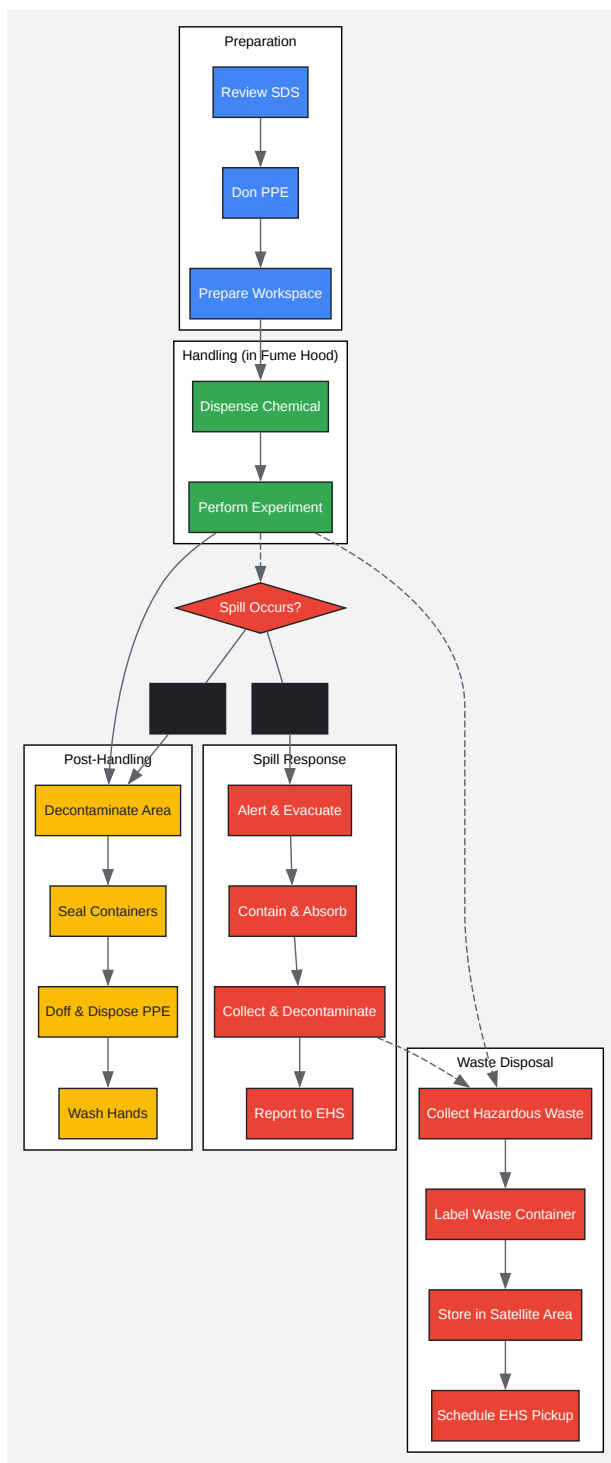 Preparation
Review SDS
Don PPE
Prepare Workspace
Handling (in Fume Hood)
Dispense Chemical
Perform Experiment
Spill Occurs?
Post-Handling
Decontaminate Area
Seal Containers
Doff & Dispose PPE
Wash Hands
Spill Response
Alert & Evacuate
Contain & Absorb
Collect & Decontaminate
Report to EHS
Waste Disposal
Collect Hazardous Waste
Label Waste Container
Store in Satellite Area
Schedule EHS Pickup